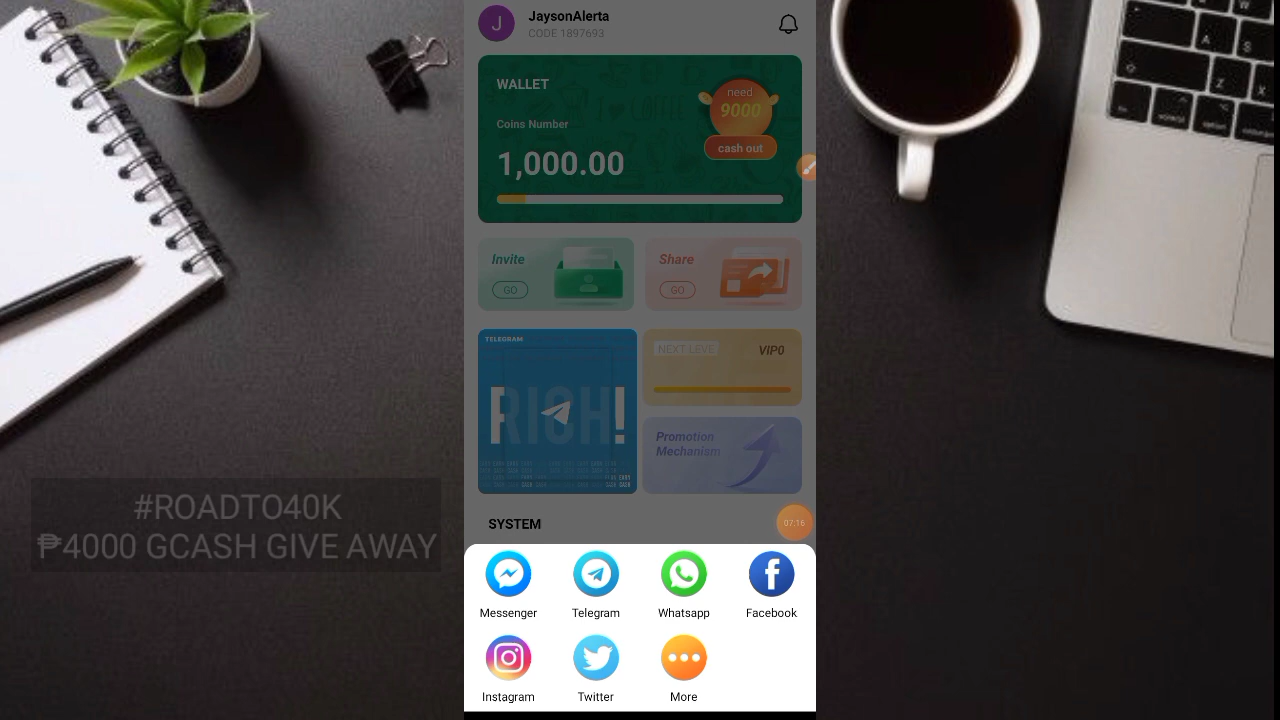 J
JaysonAlerta
CODE 1897693
WALLET
need
9000
Coins Number
cash out
1,000.00
Invite
GO
Share
GO
TELEGRAM
RICH!
NEXT LEVE
VIP0
Promotion
Mechanism
#ROADTO40K
₱4000 GCASH GIVE AWAY
SYSTEM
07:16
Messenger
Telegram
Whatsapp
Facebook
Instagram
Twitter
More